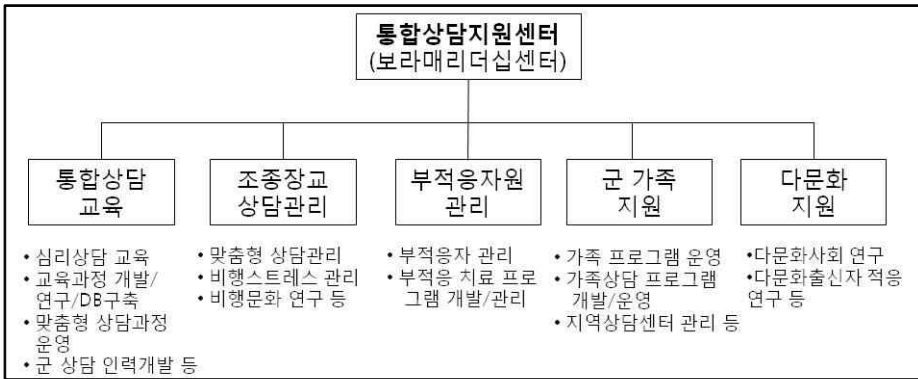 통합상담지원센터
(보라매리더십센터)
통합상담
교육
조종장교
상담관리
부적응자원
관리
군 가족
지원
다문화
지원
• 심리상담 교육
• 교육과정 개발/
연구/DB구축
• 맞춤형 상담과정
운영
• 군 상담 인력개발 등
• 맞춤형 상담관리
• 비행스트레스 관리
• 비행문화 연구 등
• 부적응자 관리
• 부적응 치료 프로
그램 개발/관리
• 가족 프로그램 운영
• 가족상담 프로그램
개발/운영
• 지역상담센터 관리 등
•다문화사회 연구
•다문화출신자 적응
연구 등